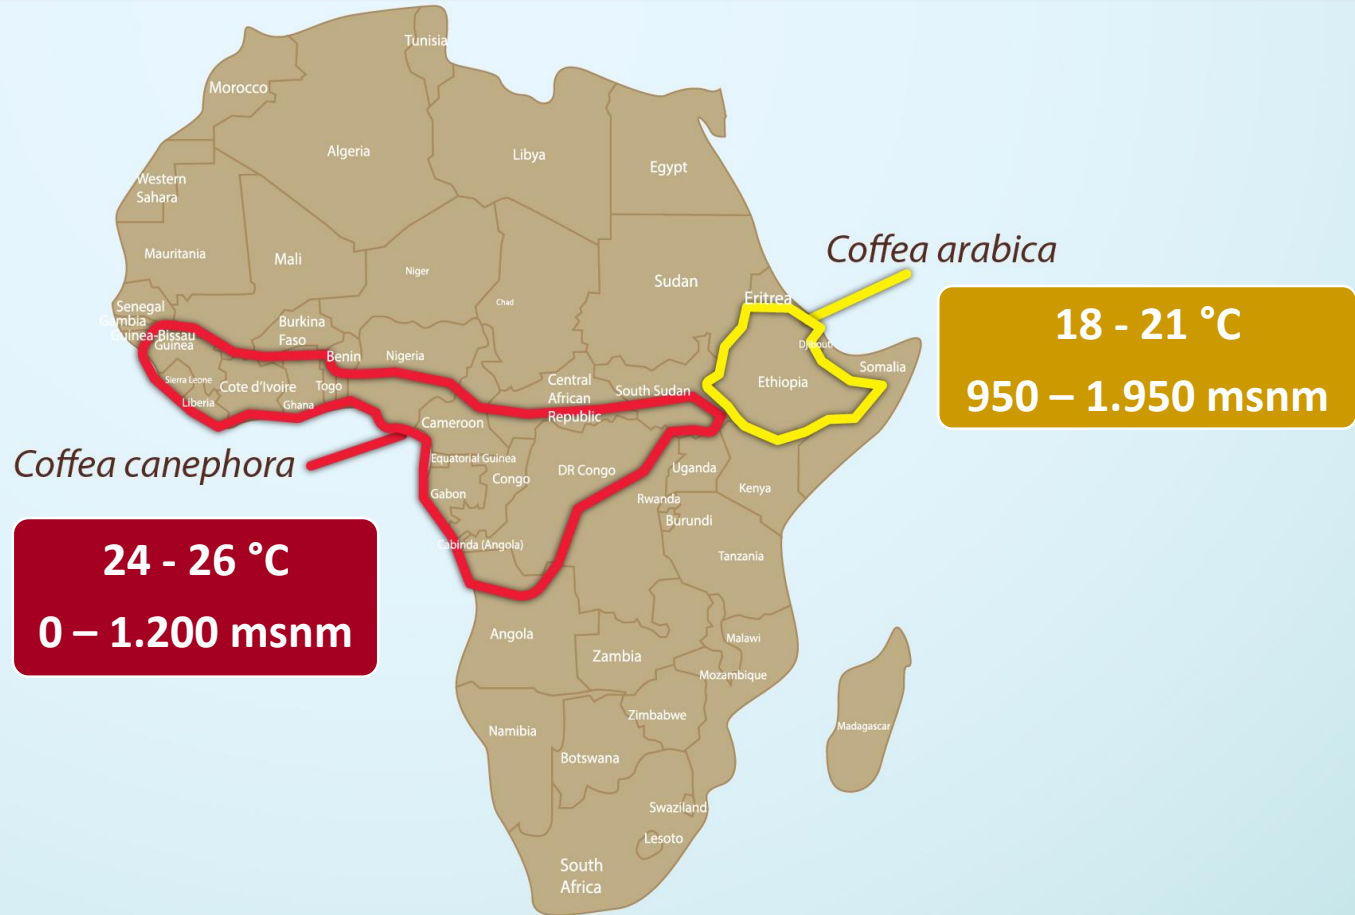 Tunisia
Morocco
Algeria
Libya
Egypt
Western
Sahara
Mauritania
Mali
Niger
Chad
Sudan
Coffea arabica
Eritrea
18 - 21 °C
950 – 1.950 msnm
Senegal
Gambia
Guinea-Bissau
Guinea
Burkina
Faso
Benin
Nigeria
Djibouti
Somalia
Ethiopia
Sierra Leone
Cote d'Ivoire
Togo
Ghana
Liberia
Central
African
Republic
South Sudan
Cameroon
Coffea canephora
Equatorial Guinea
Gabon
Congo
DR Congo
Uganda
Kenya
Rwanda
Burundi
Cabinda (Angola)
Tanzania
24 - 26 °C
0 – 1.200 msnm
Angola
Zambia
Malawi
Mozambique
Zimbabwe
Namibia
Botswana
Madagascar
Swaziland
Lesoto
South
Africa